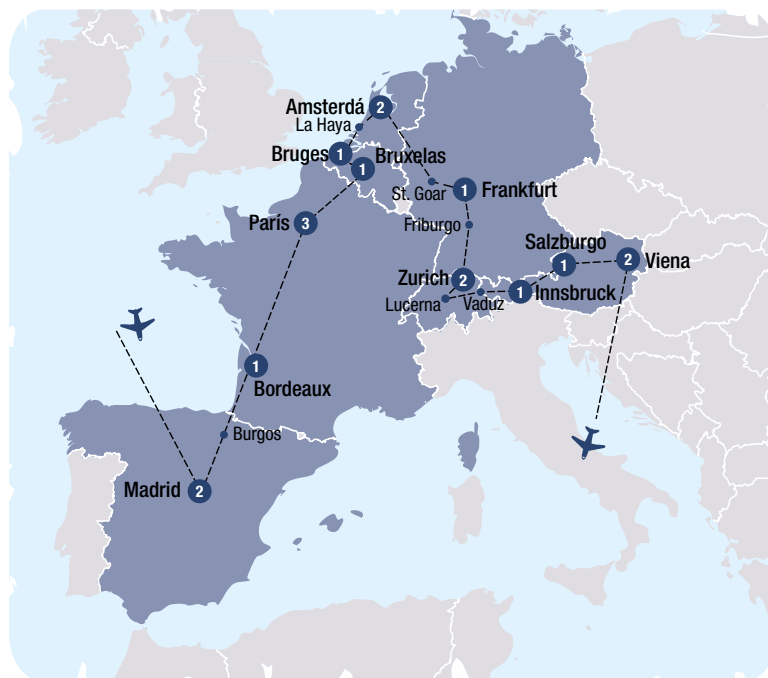 Amsterdá
2
La Haya
Bruges
1
Bruxelas
1
St. Goar
1
Frankfurt
París
3
Friburgo
Salzburgo
1
2
Viena
Zurich
2
Lucerna
Vaduz
1
Innsbruck
1
Bordeaux
Burgos
Madrid
2